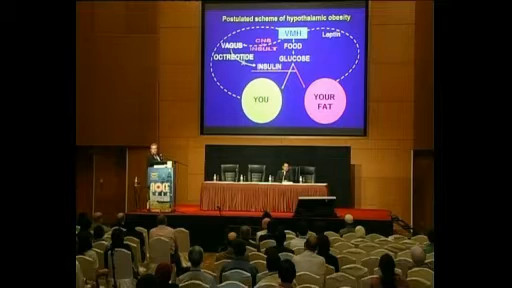 Postulated scheme of hypothalamic obesity
VMH
Leptin
CNS
INSULT
VAGUS
FOOD
OCTREOTIDE
GLUCOSE
INSULIN
YOU
YOUR
FAT